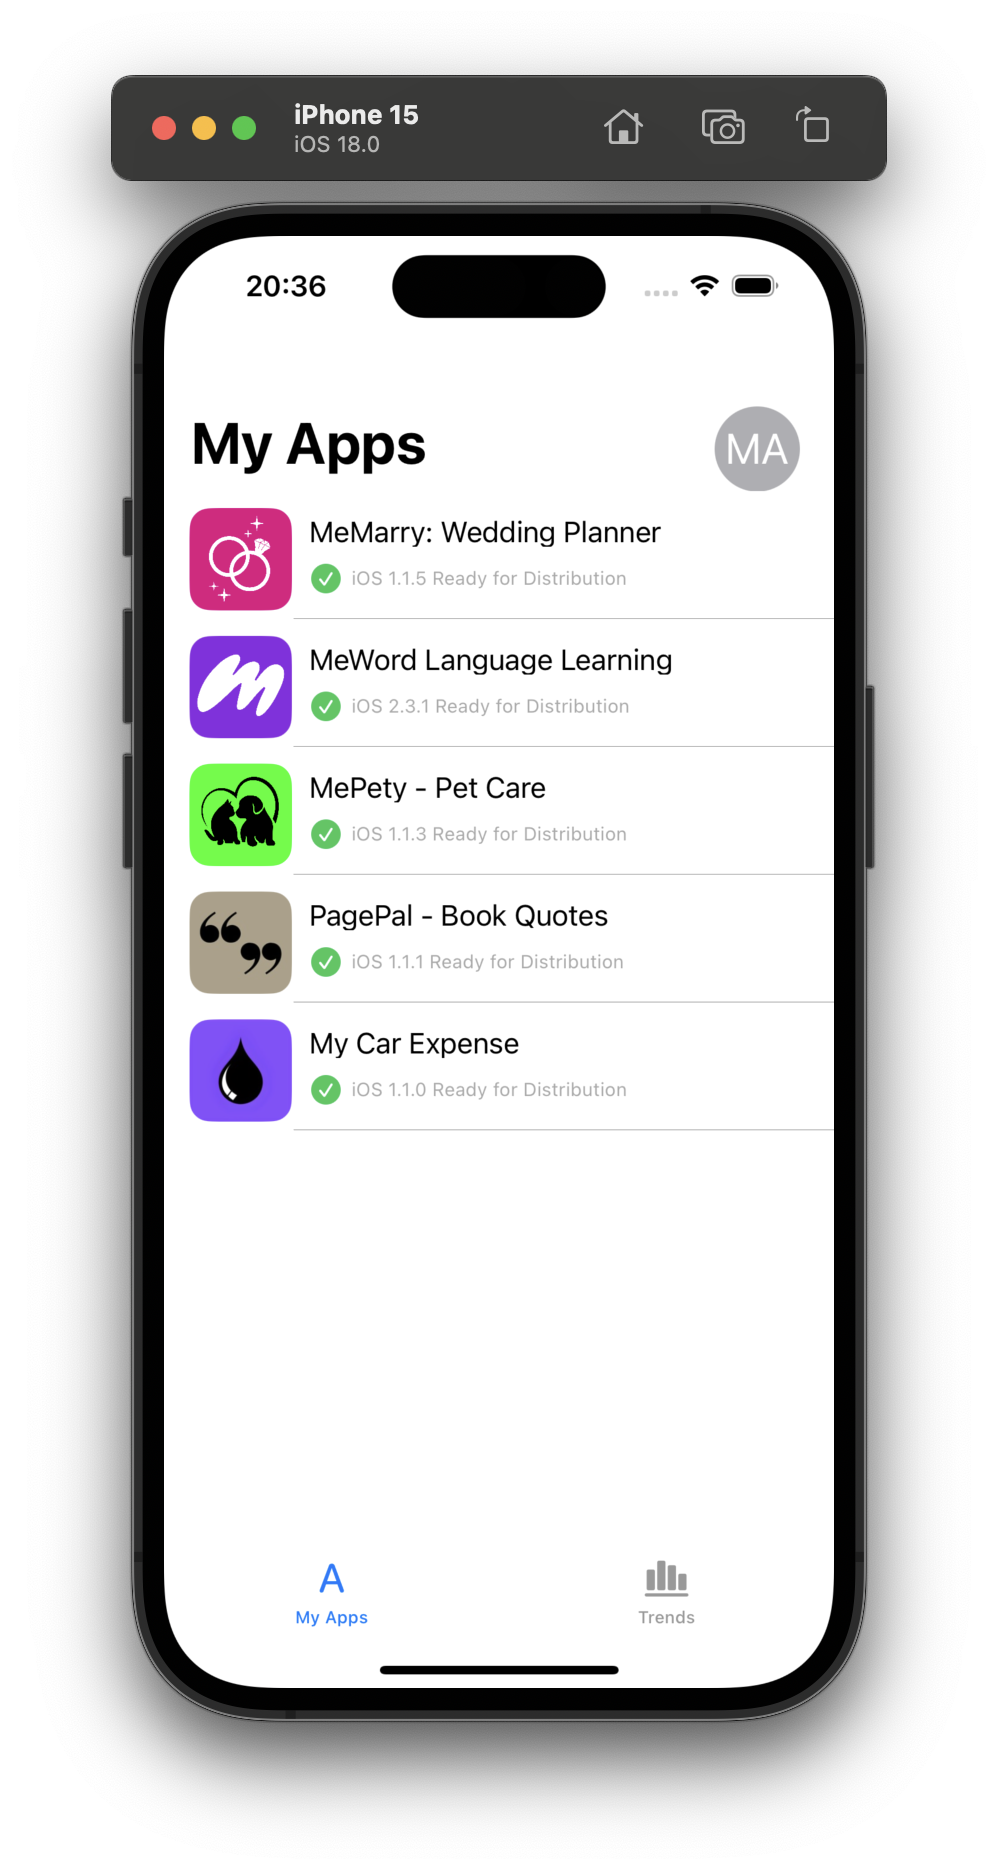 iPhone 15
iOS 18.0
20:36
My Apps
MA
MeMarry: Wedding Planner
iOS 1.1.5 Ready for Distribution
MeWord Language Learning
iOS 2.3.1 Ready for Distribution
MePety - Pet Care
iOS 1.1.3 Ready for Distribution
PagePal - Book Quotes
iOS 1.1.1 Ready for Distribution
My Car Expense
iOS 1.1.0 Ready for Distribution
My Apps
Trends